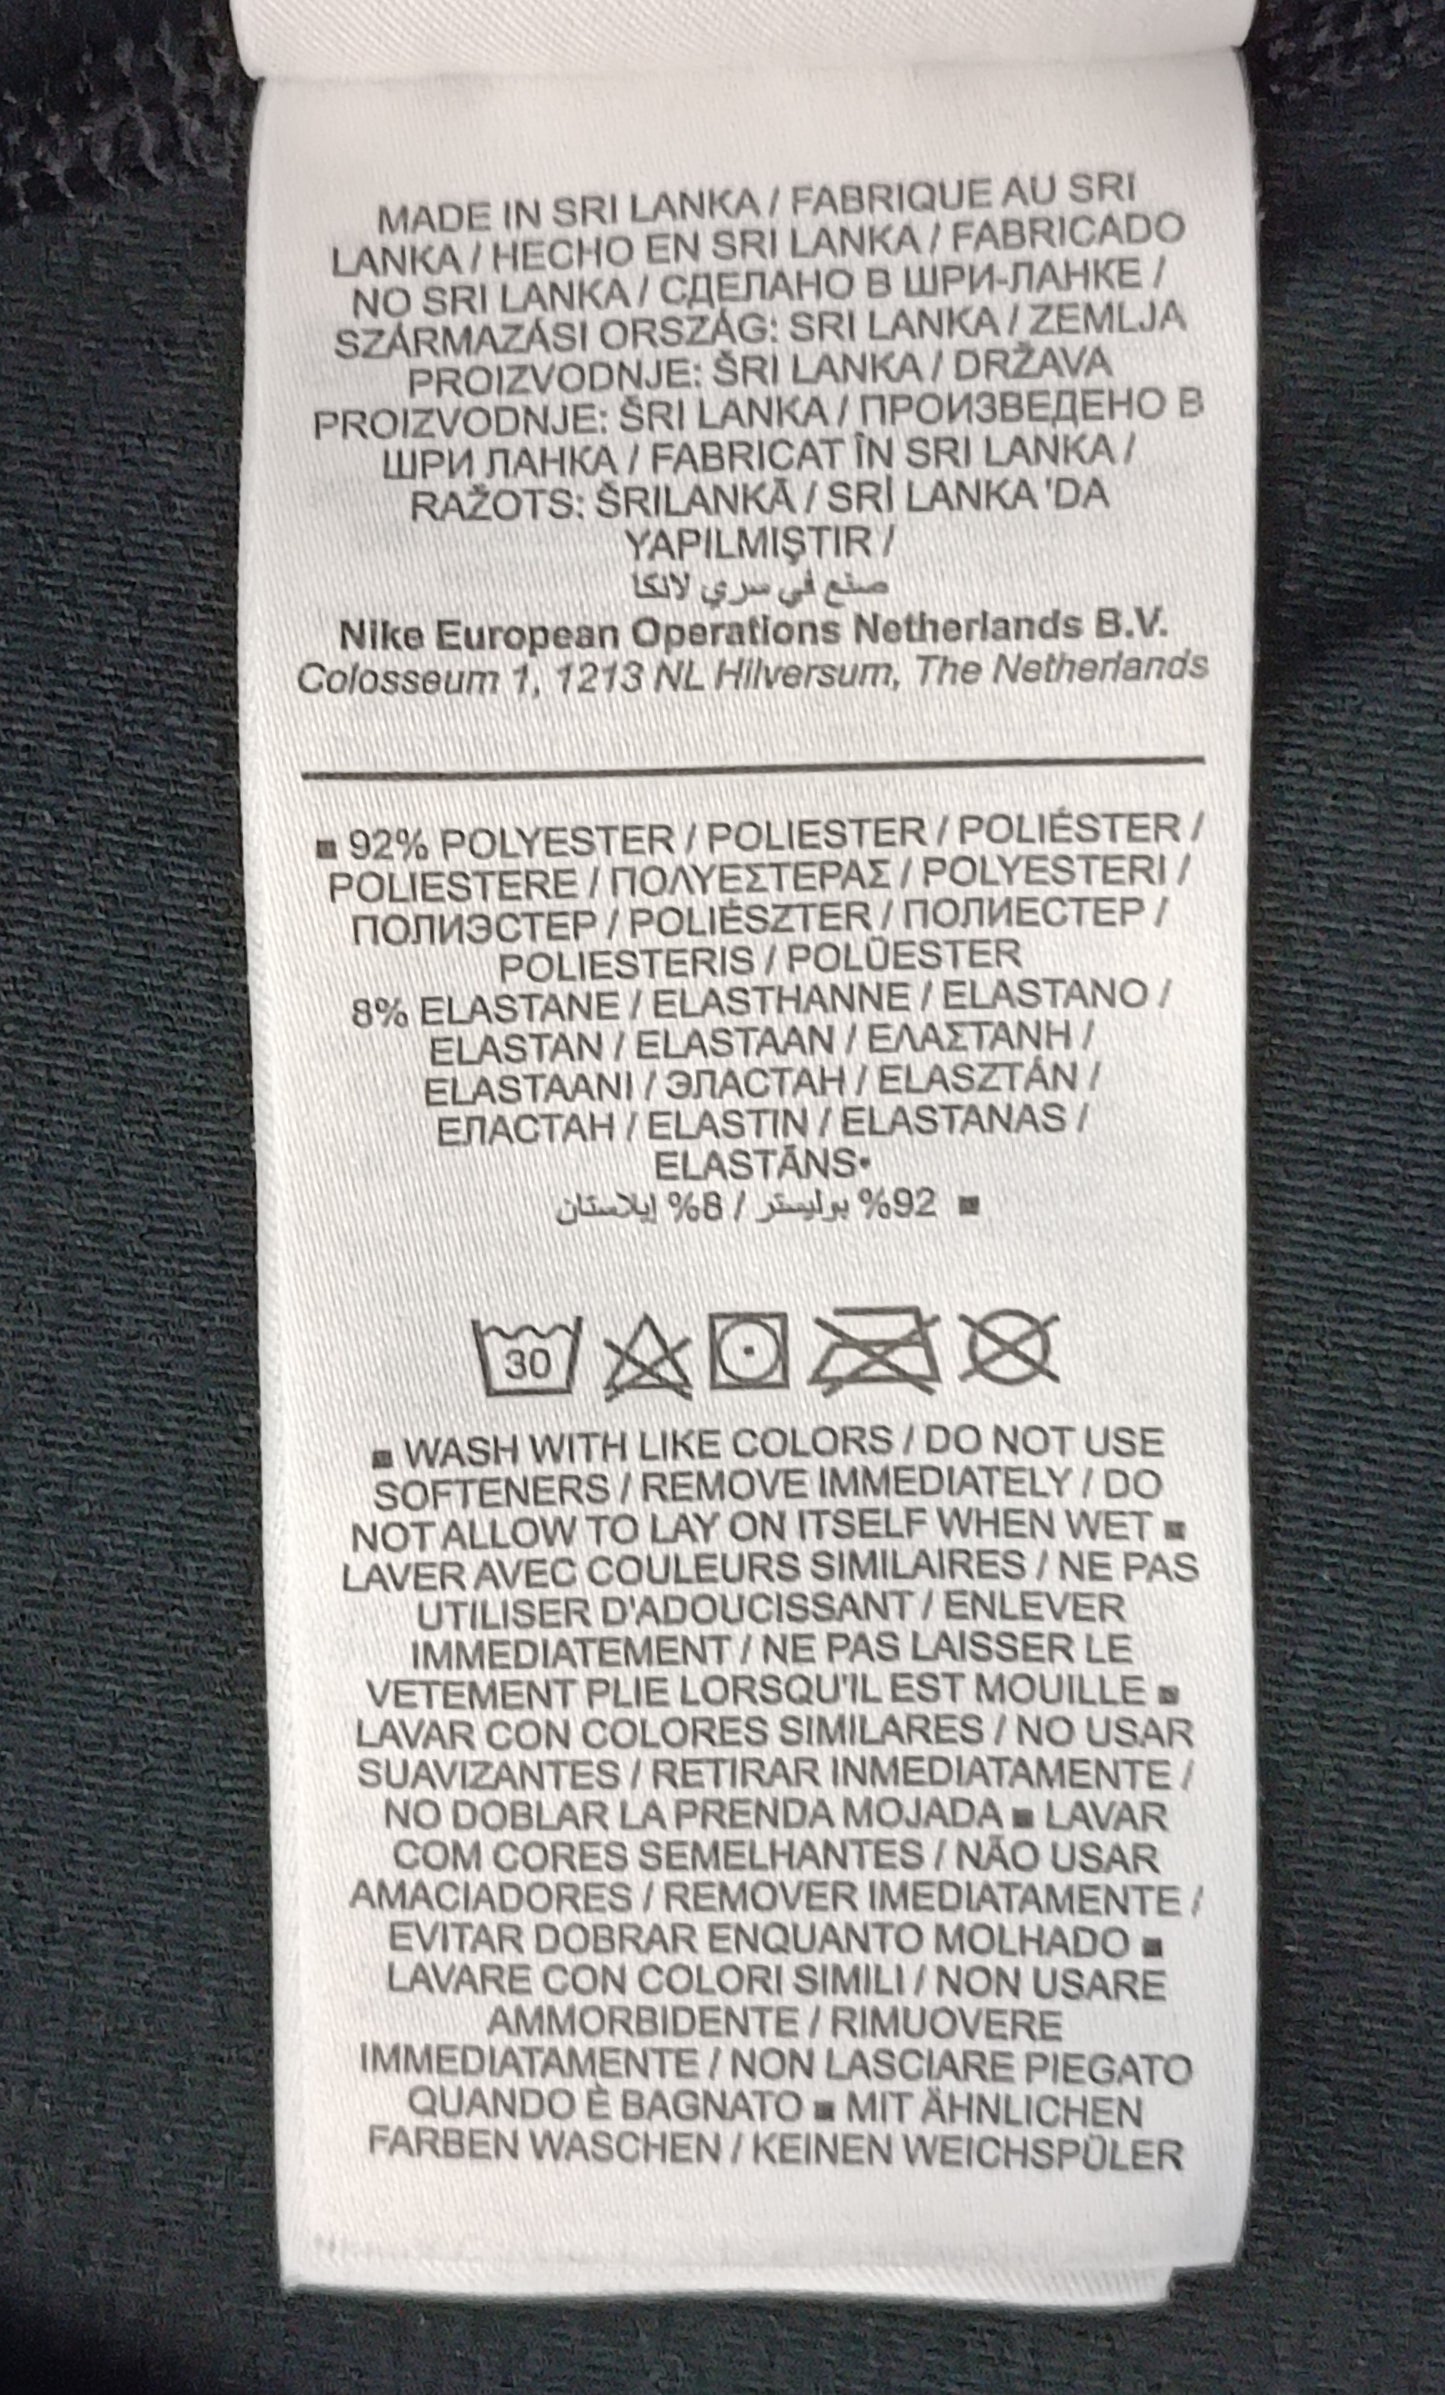 MADE IN SRI LANKA / FABRIQUE AU SRI
LANKA / HECHO EN SRI LANKA / FABRICADO
NO SRI LANKA / СДЕЛАНО В ШРИ-ЛАНКЕ /
SZÁRMAZÁSI ORSZÁG: SRI LANKA / ZEMLJA
PROIZVODNJE: ŠRI LANKA / DRŽAVA
PROIZVODNJE: ŠRI LANKA / ПРОИЗВЕДЕНО В
ШРИ ЛАНКА / FABRICAT ÎN SRI LANKA /
RAŽOTS: ŠRILANKĀ / SRİ LANKA 'DA
YAPILMIŞTIR /
صنع في سري لانكا
Nike European Operations Netherlands B.V.
Colosseum 1, 1213 NL Hilversum, The Netherlands
■ 92% POLYESTER / POLIESTER / POLIÉSTER /
POLIESTERE / ΠΟΛΥΕΣΤΕΡΑΣ / POLYESTERI /
ПОЛИЭСТЕР / POLIÉSZTER / ПОЛИЕСТЕР /
POLIESTERIS / POLÜESTER
8% ELASTANE / ELASTHANNE / ELASTANO /
ELASTAN / ELASTAAN / ΕΛΑΣΤΑΝΗ /
ELASTAANI / ЭЛАСТАН / ELASZTÁN /
ЕЛАСТАН / ELASTIN / ELASTANAS /
ELASTĀNS•
■ 92% بوليستر / 8% إيلاستان
30
■ WASH WITH LIKE COLORS / DO NOT USE
SOFTENERS / REMOVE IMMEDIATELY / DO
NOT ALLOW TO LAY ON ITSELF WHEN WET ■
LAVER AVEC COULEURS SIMILAIRES / NE PAS
UTILISER D'ADOUCISSANT / ENLEVER
IMMEDIATEMENT / NE PAS LAISSER LE
VETEMENT PLIE LORSQU'IL EST MOUILLE ■
LAVAR CON COLORES SIMILARES / NO USAR
SUAVIZANTES / RETIRAR INMEDIATAMENTE /
NO DOBLAR LA PRENDA MOJADA ■ LAVAR
COM CORES SEMELHANTES / NÃO USAR
AMACIADORES / REMOVER IMEDIATAMENTE /
EVITAR DOBRAR ENQUANTO MOLHADO ■
LAVARE CON COLORI SIMILI / NON USARE
AMMORBIDENTE / RIMUOVERE
IMMEDIATAMENTE / NON LASCIARE PIEGATO
QUANDO È BAGNATO ■ MIT ÄHNLICHEN
FARBEN WASCHEN / KEINEN WEICHSPÜLER